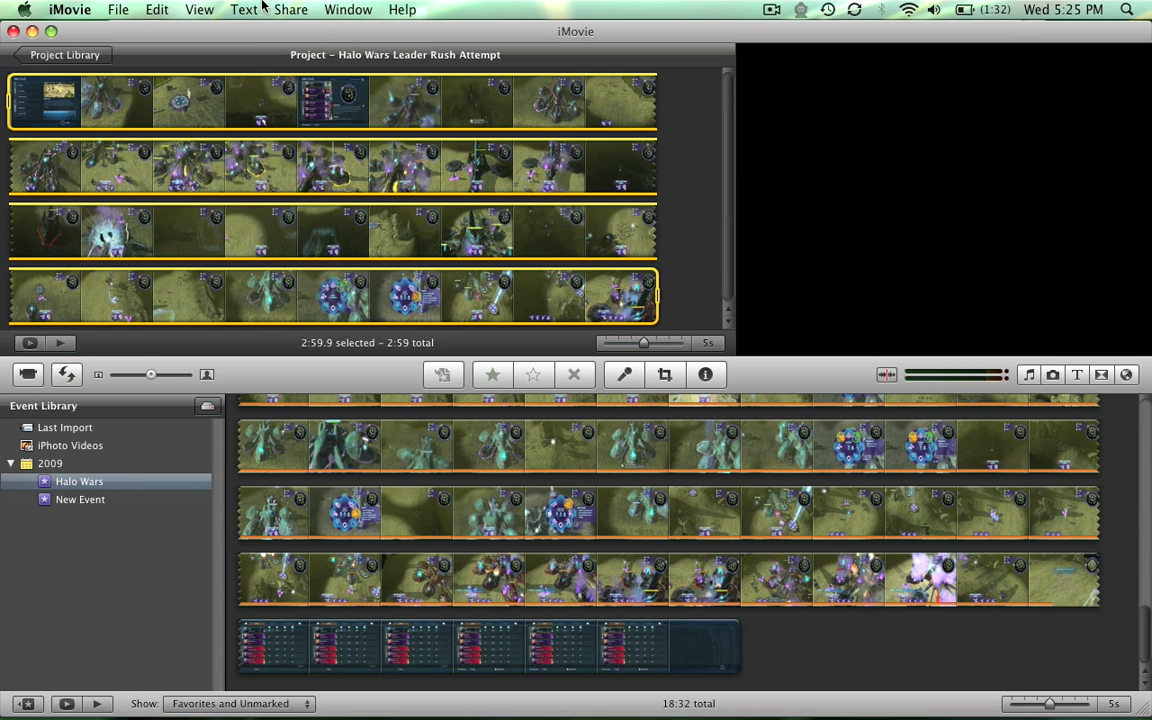 iMovie File Edit View Text Share Window Help (1:32) Wed 5:25 PM
iMovie
Project Library
Project – Halo Wars Leader Rush Attempt
2:59.9 selected – 2:59 total
5s
Event Library
Last Import
iPhoto Videos
2009
Halo Wars
New Event
Show: Favorites and Unmarked
18:32 total
5s